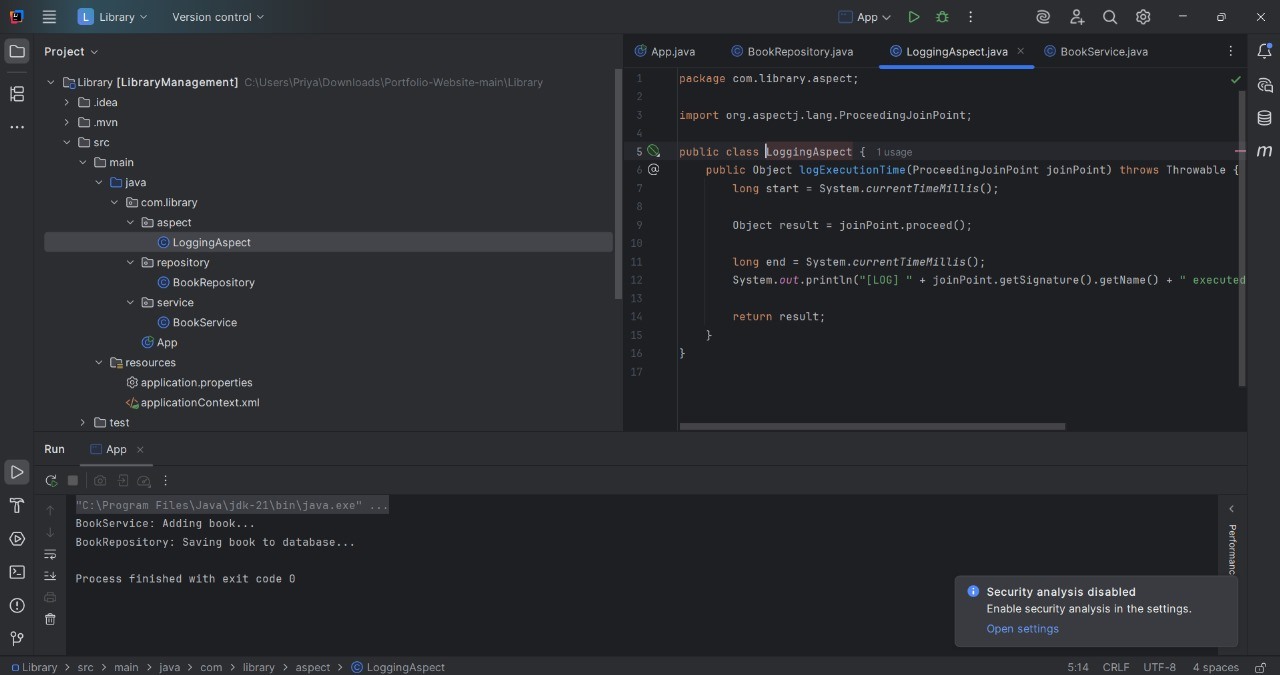 L Library Version control App
Project
Library [LibraryManagement] C:\Users\Priya\Downloads\Portfolio-Website-main\Library
.idea
.mvn
src
main
java
com.library
aspect
LoggingAspect
repository
BookRepository
service
BookService
App
resources
application.properties
applicationContext.xml
test
App.java BookRepository.java LoggingAspect.java BookService.java
1 package com.library.aspect;
2
3 import org.aspectj.lang.ProceedingJoinPoint;
4
5 public class LoggingAspect { 1 usage
6 public Object logExecutionTime(ProceedingJoinPoint joinPoint) throws Throwable {
7 long start = System.currentTimeMillis();
8
9 Object result = joinPoint.proceed();
10
11 long end = System.currentTimeMillis();
12 System.out.println("[LOG] " + joinPoint.getSignature().getName() + " executed
13
14 return result;
15 }
16 }
17
Run App
"C:\Program Files\Java\jdk-21\bin\java.exe" ...
BookService: Adding book...
BookRepository: Saving book to database...
Process finished with exit code 0
Performanc
Security analysis disabled
Enable security analysis in the settings.
Open settings
Library > src > main > java > com > library > aspect > LoggingAspect 5:14 CRLF UTF-8 4 spaces